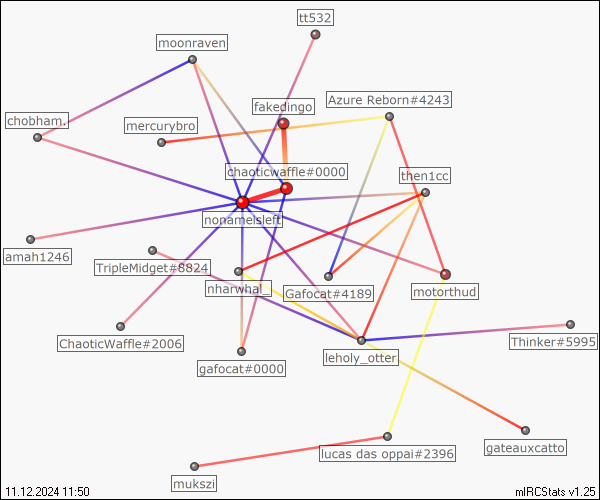 tt532
moonraven
fakedingo
Azure Reborn#4243
chobham_
mercurybro
chaoticwaffle#0000
then1cc
nonameisleft
amah1246
TripleMidget#8824
nharwhal_
Gafocat#4189
motorthud
ChaoticWaffle#2006
leholy_otter
Thinker#5995
gafocat#0000
lucas das oppai#2396
gateauxcatto
mukszi
11.12.2024 11:50
mIRCStats v1.25